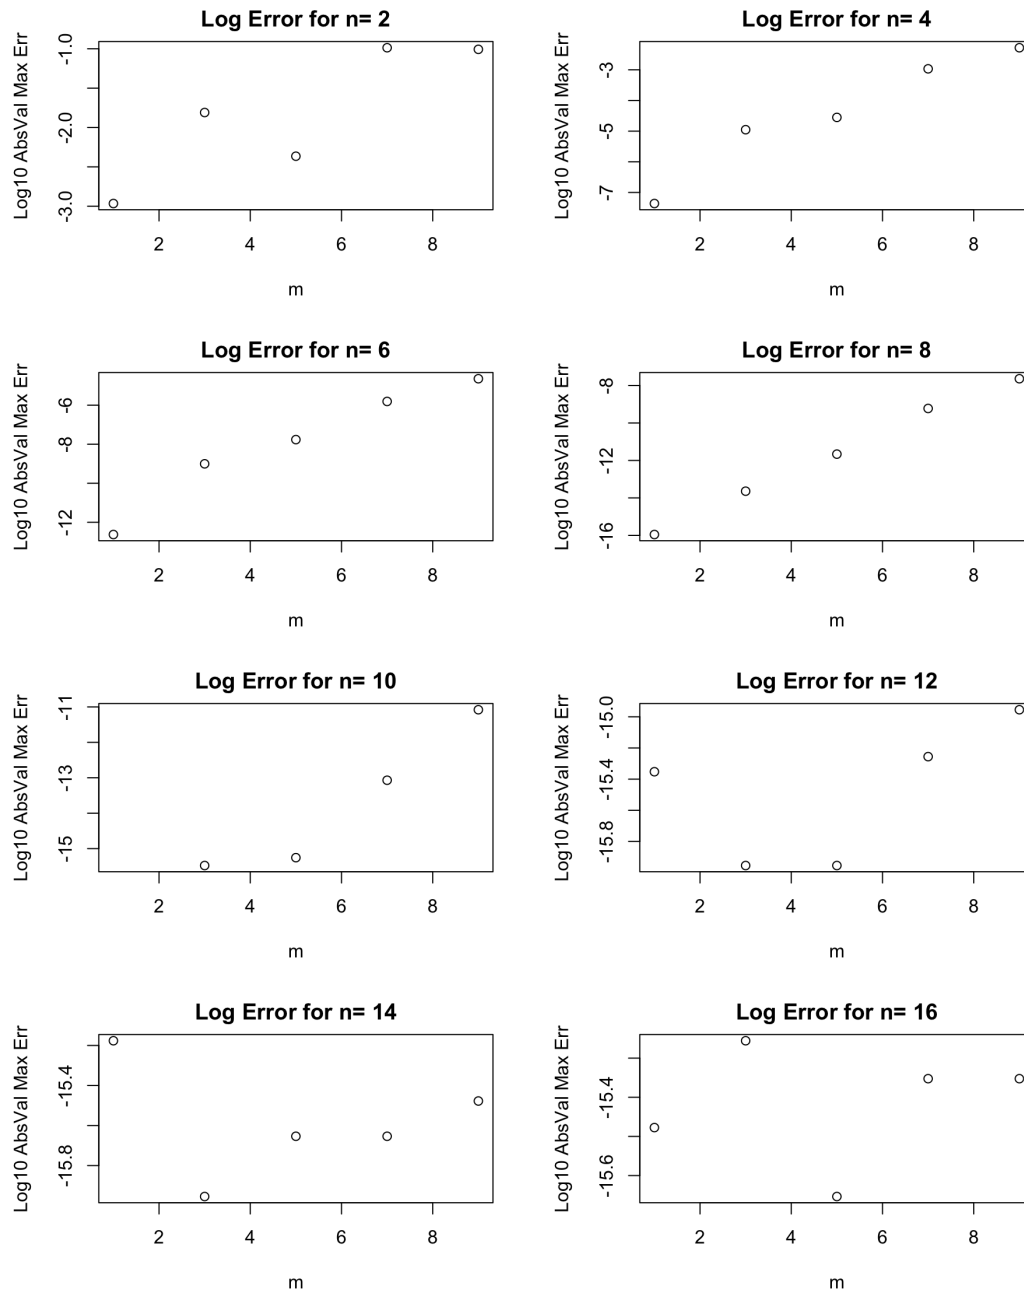 Log Error for n= 2
Log10 AbsVal Max Err
-1.0
-2.0
-3.0
2 4 6 8
m
Log Error for n= 4
Log10 AbsVal Max Err
-3
-5
-7
2 4 6 8
m
Log Error for n= 6
Log10 AbsVal Max Err
-6
-8
-12
2 4 6 8
m
Log Error for n= 8
Log10 AbsVal Max Err
-8
-12
-16
2 4 6 8
m
Log Error for n= 10
Log10 AbsVal Max Err
-11
-13
-15
2 4 6 8
m
Log Error for n= 12
Log10 AbsVal Max Err
-15.0
-15.4
-15.8
2 4 6 8
m
Log Error for n= 14
Log10 AbsVal Max Err
-15.4
-15.8
2 4 6 8
m
Log Error for n= 16
Log10 AbsVal Max Err
-15.4
-15.6
2 4 6 8
m